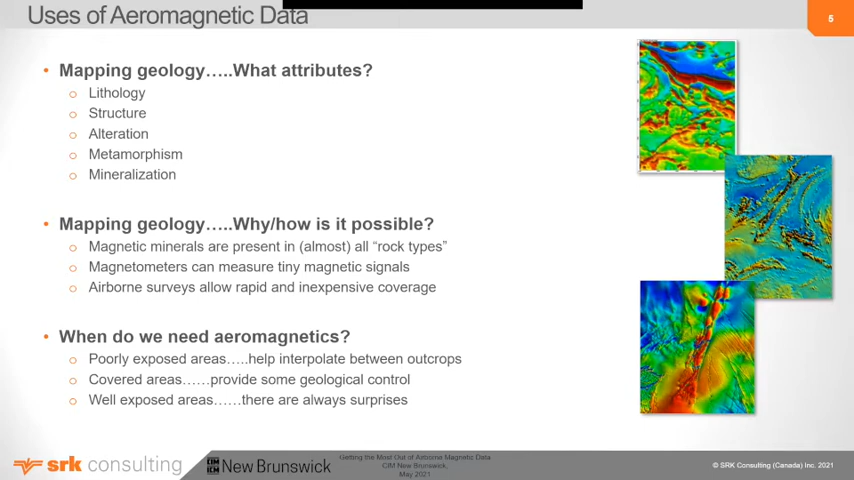 Uses of Aeromagnetic Data
5
• Mapping geology…..What attributes?
o Lithology
o Structure
o Alteration
o Metamorphism
o Mineralization
• Mapping geology…..Why/how is it possible?
o Magnetic minerals are present in (almost) all “rock types”
o Magnetometers can measure tiny magnetic signals
o Airborne surveys allow rapid and inexpensive coverage
• When do we need aeromagnetics?
o Poorly exposed areas…..help interpolate between outcrops
o Covered areas……provide some geological control
o Well exposed areas……there are always surprises
srk consulting
CIM ICM New Brunswick
Getting the Most Out of Airborne Magnetic Data
CIM New Brunswick,
May 2021
© SRK Consulting (Canada) Inc. 2021